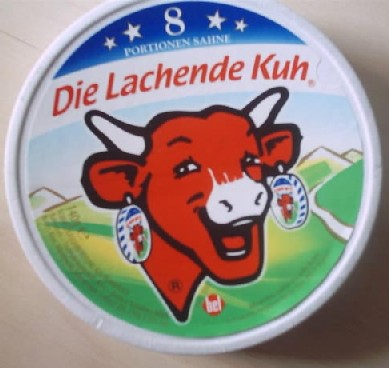 8
PORTIONEN SAHNE
Die Lachende Kuh®
®
bel